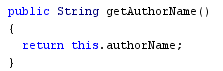 public String getAuthorName()
{
  return this.authorName;
}